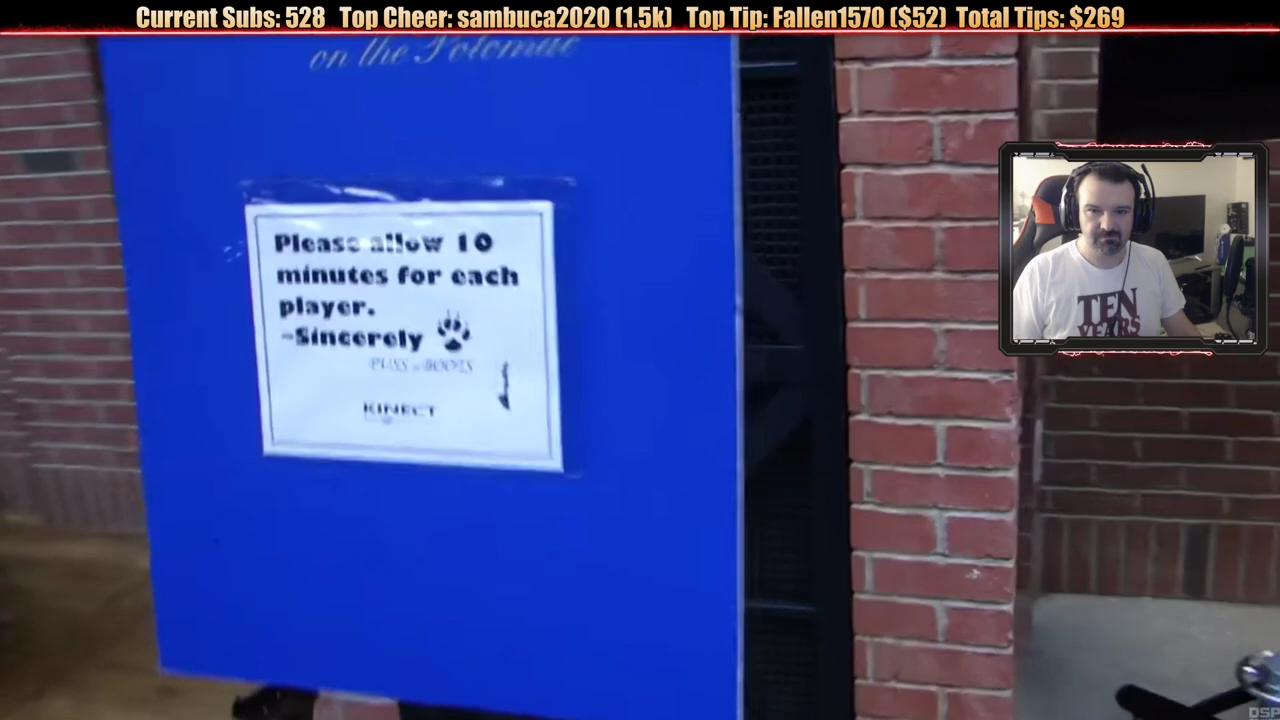 Current Subs: 528 Top Cheer: sambuca2020 (1.5k) Top Tip: Fallen1570 ($52) Total Tips: $269
on the Potomac
Please allow 10
minutes for each
player.
~Sincerely
PUSS in BOOTS
KINECT
TEN
YEARS
DSP